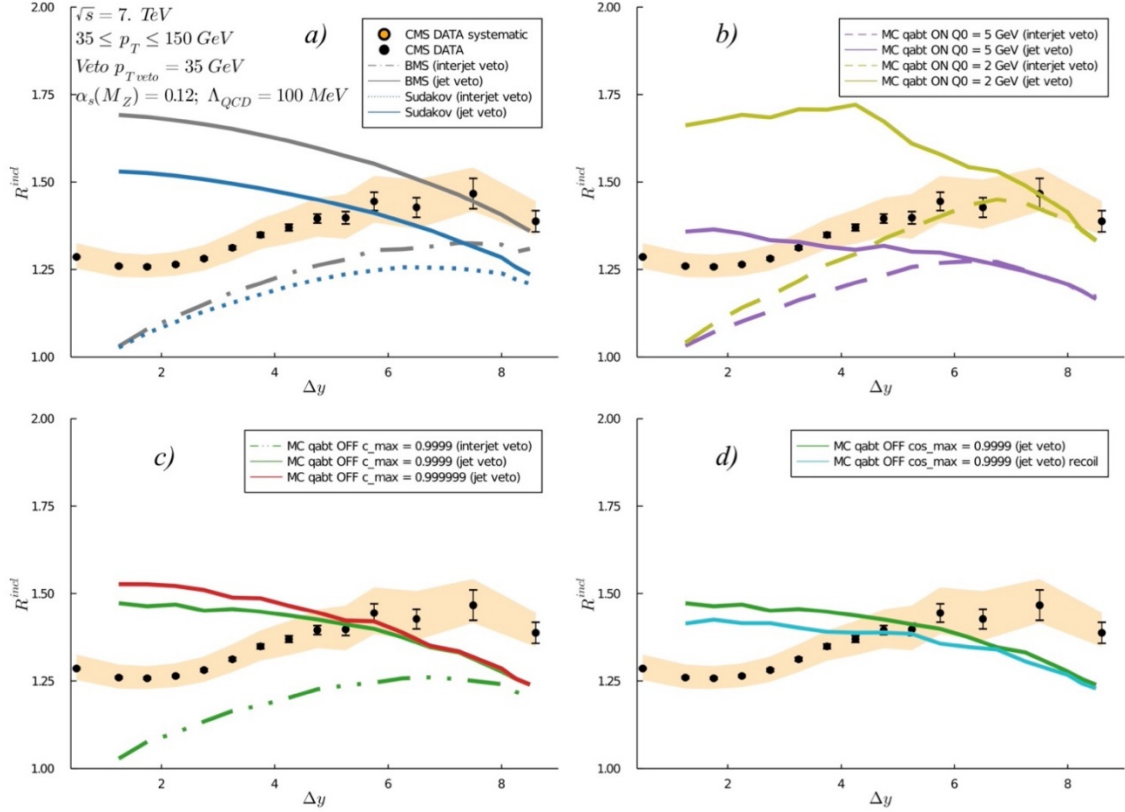 √s = 7. TeV
35 ≤ p_T ≤ 150 GeV
Veto p_{T veto} = 35 GeV
α_s(M_Z) = 0.12; Λ_{QCD} = 100 MeV
a)
CMS DATA systematic
CMS DATA
BMS (interjet veto)
BMS (jet veto)
Sudakov (interjet veto)
Sudakov (jet veto)
1.75
1.50
1.25
1.00
R^{incl}
2 4 6 8
Δy
b)
MC qabt ON Q0 = 5 GeV (interjet veto)
MC qabt ON Q0 = 5 GeV (jet veto)
MC qabt ON Q0 = 2 GeV (interjet veto)
MC qabt ON Q0 = 2 GeV (jet veto)
2.00
1.75
1.50
1.25
1.00
R^{incl}
2 4 6 8
Δy
c)
MC qabt OFF c_max = 0.9999 (interjet veto)
MC qabt OFF c_max = 0.9999 (jet veto)
MC qabt OFF c_max = 0.999999 (jet veto)
2.00
1.75
1.50
1.25
1.00
R^{incl}
2 4 6 8
Δy
d)
MC qabt OFF cos_max = 0.9999 (jet veto)
MC qabt OFF cos_max = 0.9999 (jet veto) recoil
2.00
1.75
1.50
1.25
1.00
R^{incl}
2 4 6 8
Δy